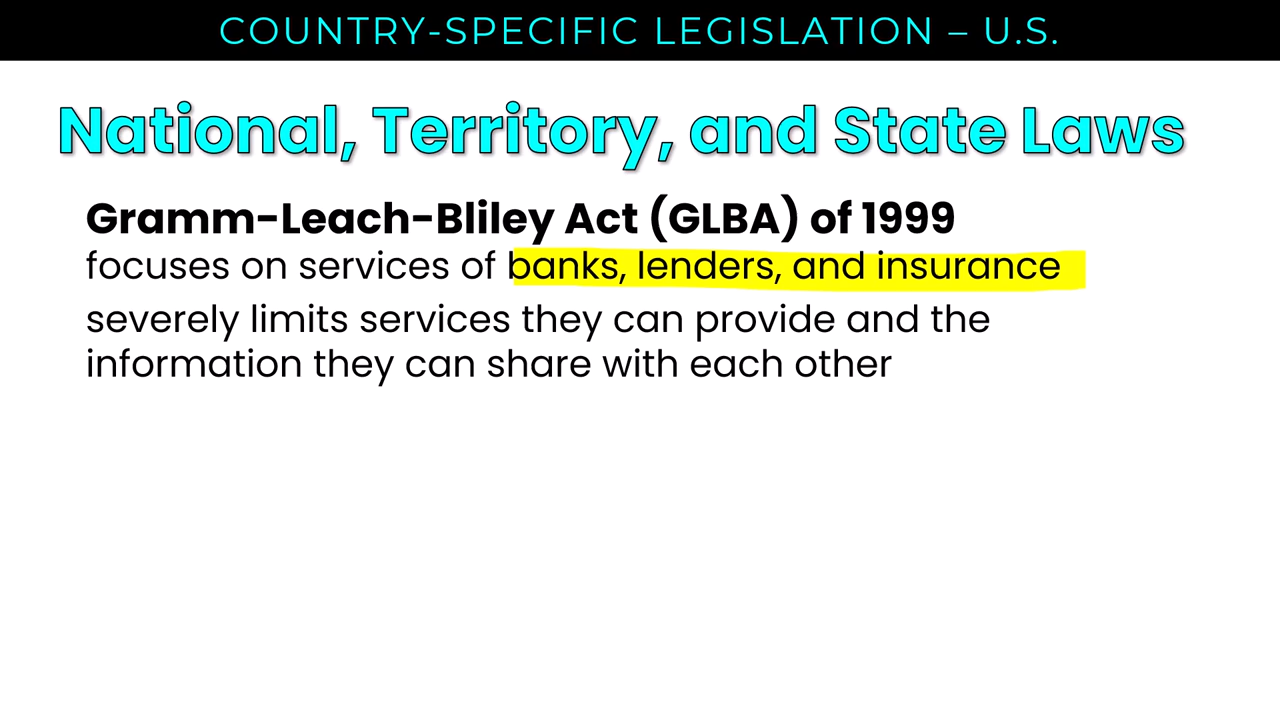 COUNTRY-SPECIFIC LEGISLATION – U.S.
National, Territory, and State Laws
Gramm-Leach-Bliley Act (GLBA) of 1999
focuses on services of banks, lenders, and insurance
severely limits services they can provide and the
information they can share with each other